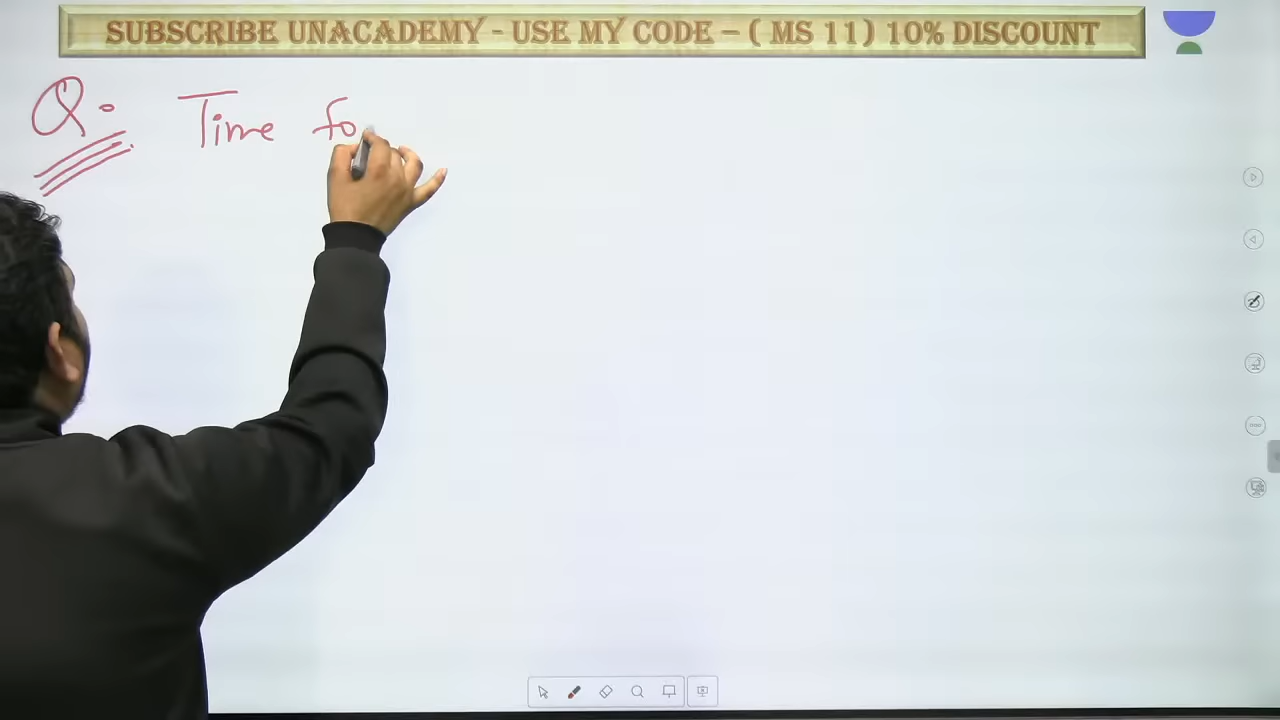 SUBSCRIBE UNACADEMY - USE MY CODE – ( MS 11 ) 10% DISCOUNT
Q. Time fo